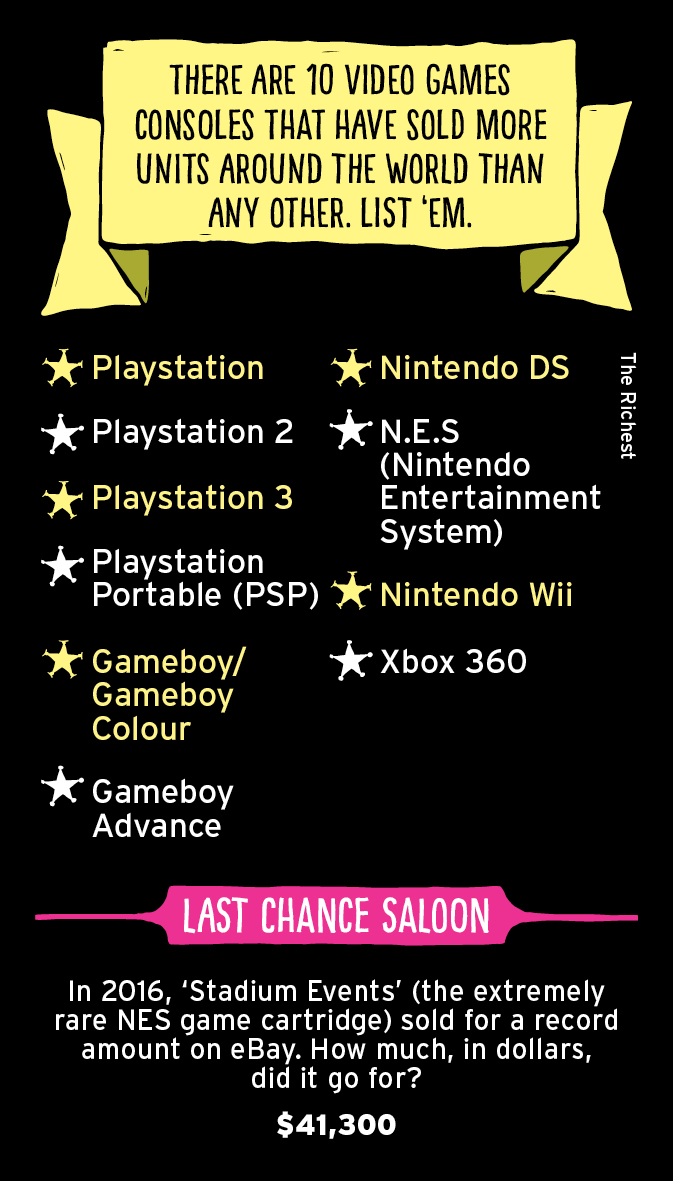 THERE ARE 10 VIDEO GAMES
CONSOLES THAT HAVE SOLD MORE
UNITS AROUND THE WORLD THAN
ANY OTHER. LIST ‘EM.
Playstation
Playstation 2
Playstation 3
Playstation
Portable (PSP)
Gameboy/
Gameboy
Colour
Gameboy
Advance
Nintendo DS
N.E.S
(Nintendo
Entertainment
System)
Nintendo Wii
Xbox 360
The Richest
LAST CHANCE SALOON
In 2016, ‘Stadium Events’ (the extremely
rare NES game cartridge) sold for a record
amount on eBay. How much, in dollars,
did it go for?
$41,300